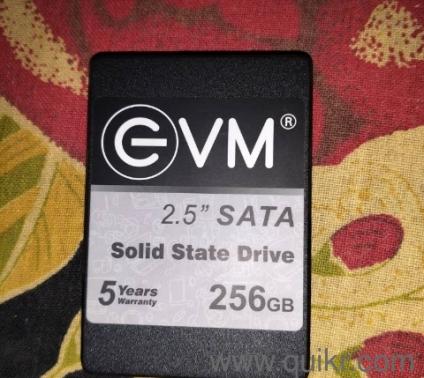 EVM®
2.5" SATA
Solid State Drive
5 Years
Warranty
256GB
www.quikr.com